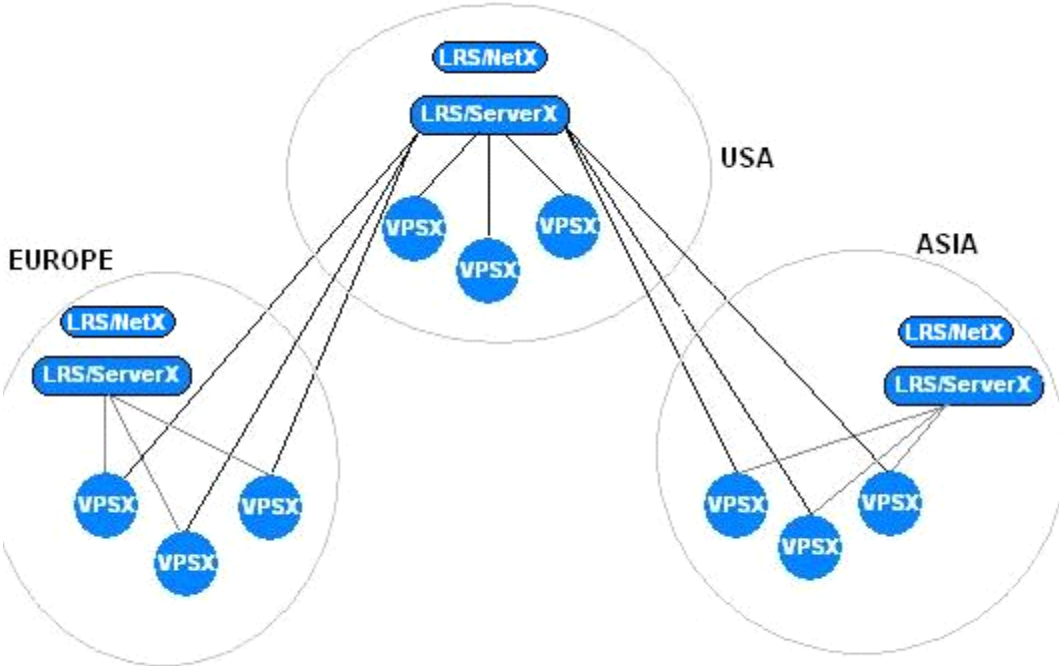 LRS/NetX
LRS/ServerX
USA
VPSX
VPSX
VPSX
EUROPE
LRS/NetX
LRS/ServerX
VPSX
VPSX
VPSX
ASIA
LRS/NetX
LRS/ServerX
VPSX
VPSX
VPSX